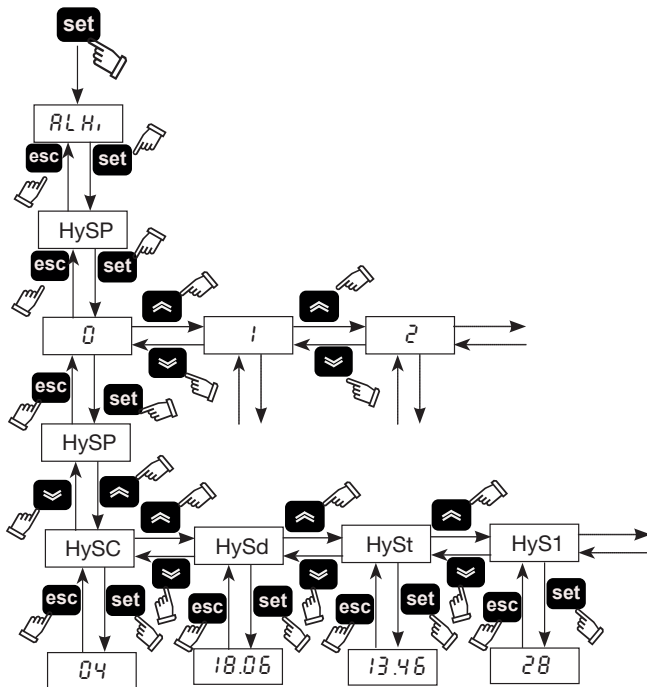 set
ALHi
esc set
HySP
esc set
0 1 2
esc set
HySP
HySC HySd HySt HyS1
esc set esc set esc set esc set
04 18.06 13.46 28